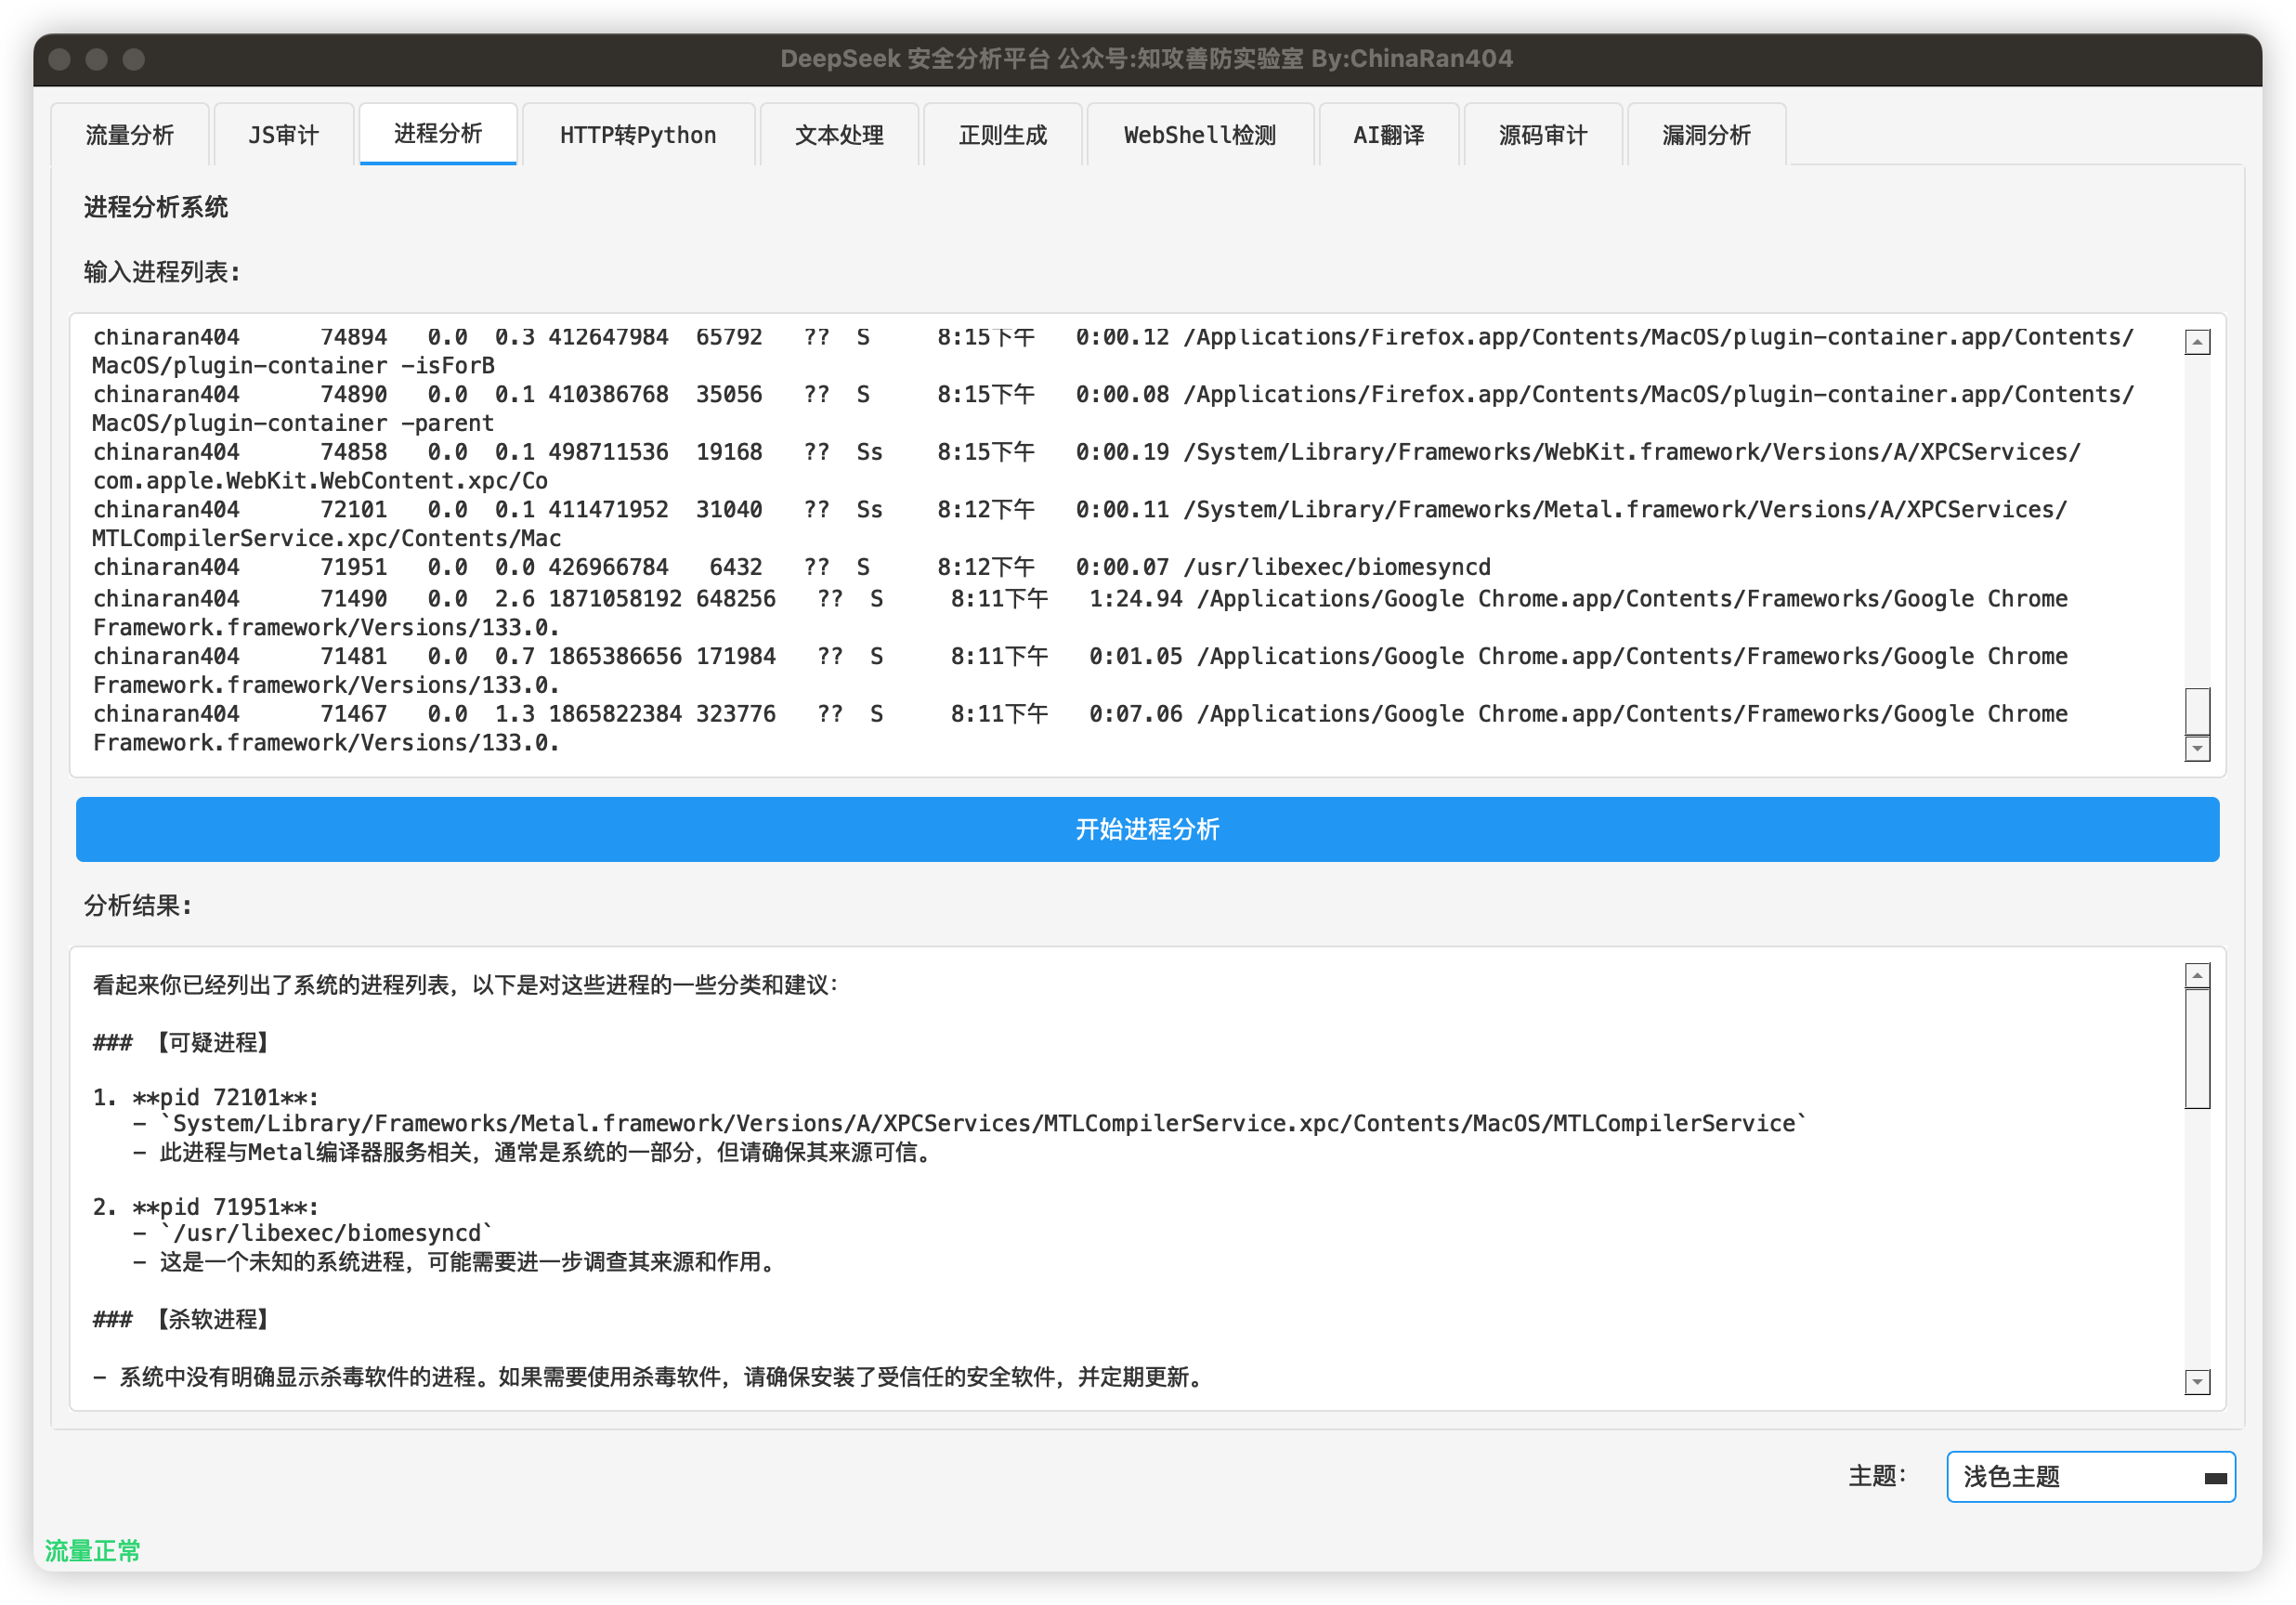 DeepSeek 安全分析平台 公众号:知攻善防实验室 By:ChinaRan404
流量分析 JS审计 进程分析 HTTP转Python 文本处理 正则生成 WebShell检测 AI翻译 源码审计 漏洞分析
进程分析系统
输入进程列表:
chinaran404      74894   0.0  0.3 412647984  65792   ??  S     8:15下午   0:00.12 /Applications/Firefox.app/Contents/MacOS/plugin-container.app/Contents/
MacOS/plugin-container -isForB
chinaran404      74890   0.0  0.1 410386768  35056   ??  S     8:15下午   0:00.08 /Applications/Firefox.app/Contents/MacOS/plugin-container.app/Contents/
MacOS/plugin-container -parent
chinaran404      74858   0.0  0.1 498711536  19168   ??  Ss    8:15下午   0:00.19 /System/Library/Frameworks/WebKit.framework/Versions/A/XPCServices/
com.apple.WebKit.WebContent.xpc/Co
chinaran404      72101   0.0  0.1 411471952  31040   ??  Ss    8:12下午   0:00.11 /System/Library/Frameworks/Metal.framework/Versions/A/XPCServices/
MTLCompilerService.xpc/Contents/Mac
chinaran404      71951   0.0  0.0 426966784   6432   ??  S     8:12下午   0:00.07 /usr/libexec/biomesyncd
chinaran404      71490   0.0  2.6 1871058192 648256   ??  S     8:11下午   1:24.94 /Applications/Google Chrome.app/Contents/Frameworks/Google Chrome
Framework.framework/Versions/133.0.
chinaran404      71481   0.0  0.7 1865386656 171984   ??  S     8:11下午   0:01.05 /Applications/Google Chrome.app/Contents/Frameworks/Google Chrome
Framework.framework/Versions/133.0.
chinaran404      71467   0.0  1.3 1865822384 323776   ??  S     8:11下午   0:07.06 /Applications/Google Chrome.app/Contents/Frameworks/Google Chrome
Framework.framework/Versions/133.0.
开始进程分析
分析结果:
看起来你已经列出了系统的进程列表，以下是对这些进程的一些分类和建议：
### 【可疑进程】
1. **pid 72101**:
- `System/Library/Frameworks/Metal.framework/Versions/A/XPCServices/MTLCompilerService.xpc/Contents/MacOS/MTLCompilerService`
- 此进程与Metal编译器服务相关，通常是系统的一部分，但请确保其来源可信。
2. **pid 71951**:
- `/usr/libexec/biomesyncd`
- 这是一个未知的系统进程，可能需要进一步调查其来源和作用。
### 【杀软进程】
- 系统中没有明确显示杀毒软件的进程。如果需要使用杀毒软件，请确保安装了受信任的安全软件，并定期更新。
主题: 浅色主题
流量正常